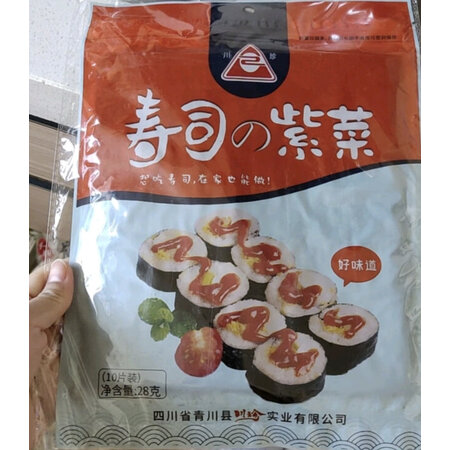 川 珍
寿司の紫菜
想吃寿司,在家也能做!
好味道
(10片装)
净含量:28克
四川省青川县川珍实业有限公司